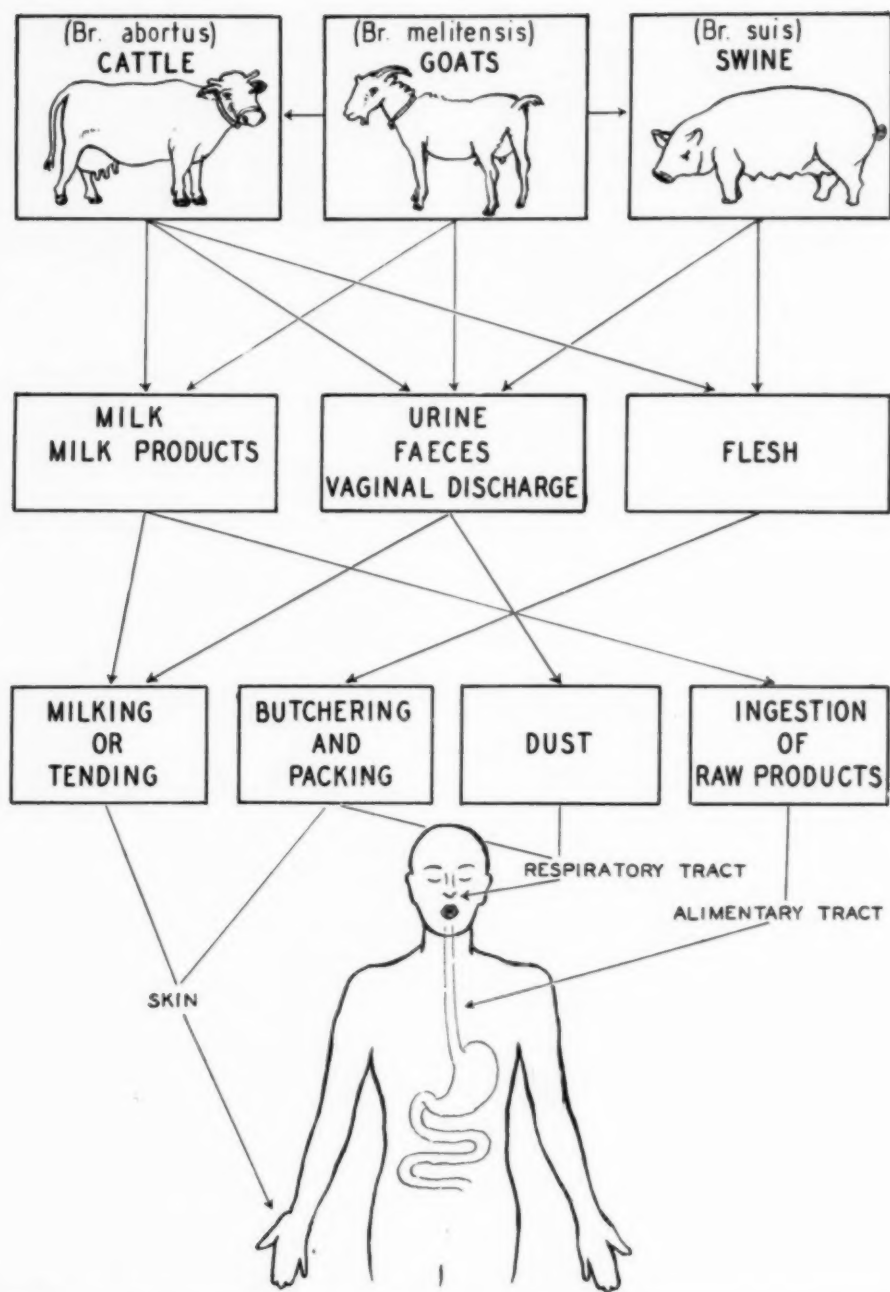 (Br. abortus)
CATTLE
(Br. melitensis)
GOATS
(Br. suis)
SWINE
MILK
MILK PRODUCTS
URINE
FAECES
VAGINAL DISCHARGE
FLESH
MILKING
OR
TENDING
BUTCHERING
AND
PACKING
DUST
INGESTION
OF
RAW PRODUCTS
RESPIRATORY TRACT
ALIMENTARY TRACT
SKIN